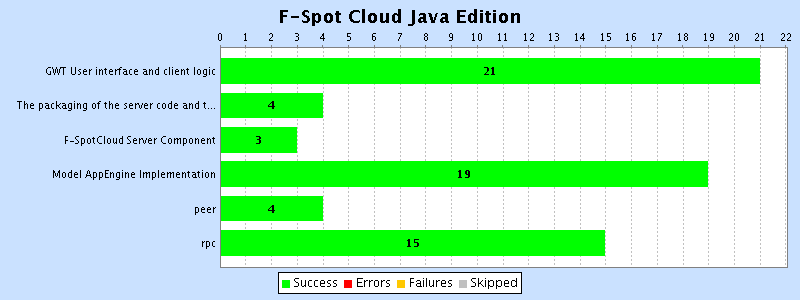 F-Spot Cloud Java Edition
0 1 2 3 4 5 6 7 8 9 10 11 12 13 14 15 16 17 18 19 20 21 22
GWT User interface and client logic 21
The packaging of the server code and t... 4
F-SpotCloud Server Component 3
Model AppEngine Implementation 19
peer 4
rpc 15
Success Errors Failures Skipped